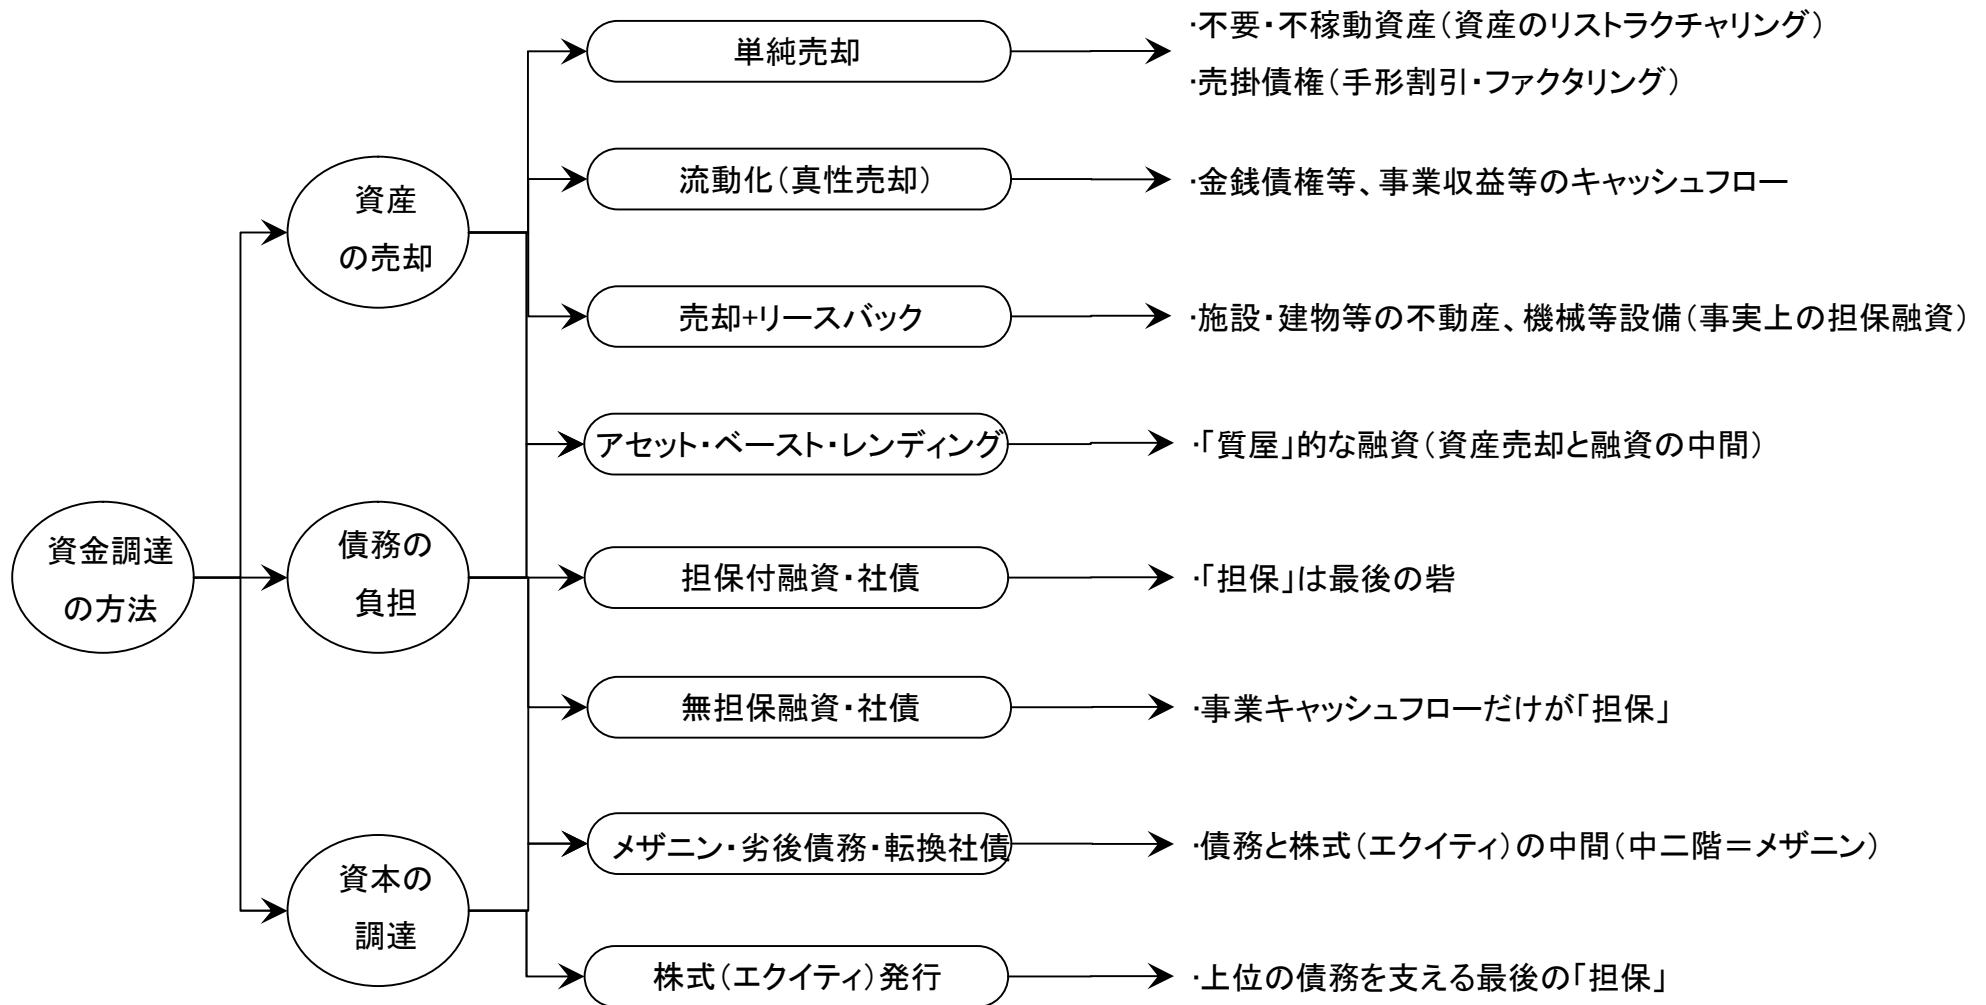 単純売却
・不要・不稼動資産（資産のリストラクチャリング）
・売掛債権（手形割引・ファクタリング）
流動化（真性売却）
・金銭債権等、事業収益等のキャッシュフロー
資産
の売却
売却+リースバック
・施設・建物等の不動産、機械等設備（事実上の担保融資）
アセット・ベースト・レンディング
・「質屋」的な融資（資産売却と融資の中間）
資金調達
の方法
債務の
負担
担保付融資・社債
・「担保」は最後の砦
無担保融資・社債
・事業キャッシュフローだけが「担保」
メザニン・劣後債務・転換社債
・債務と株式（エクイティ）の中間（中二階＝メザニン）
資本の
調達
株式（エクイティ）発行
・上位の債務を支える最後の「担保」